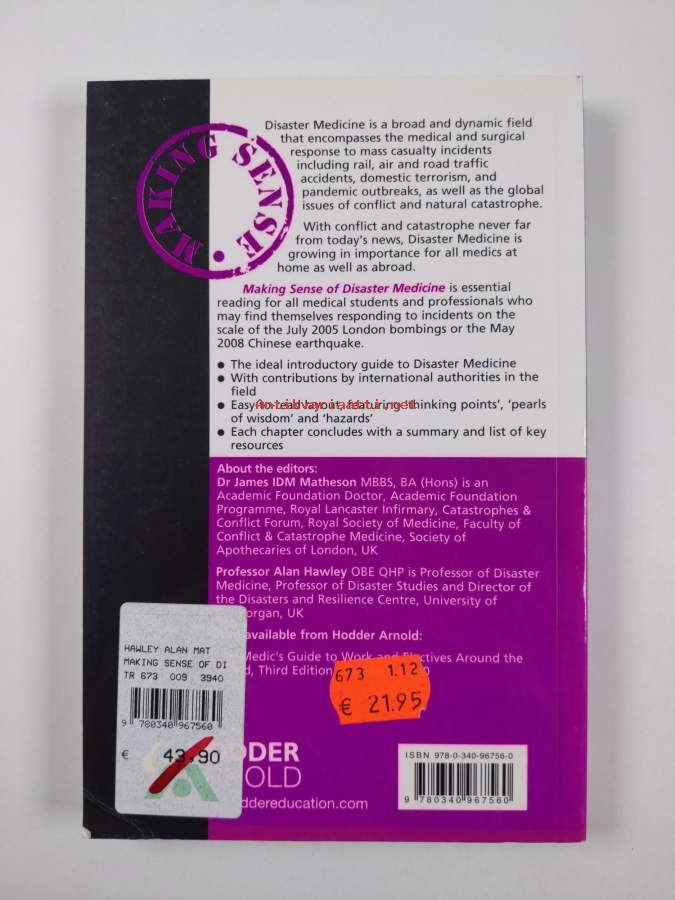 MAKING SENSE
Disaster Medicine is a broad and dynamic field
that encompasses the medical and surgical
response to mass casualty incidents
including rail, air and road traffic
accidents, domestic terrorism, and
pandemic outbreaks, as well as the global
issues of conflict and natural catastrophe.
With conflict and catastrophe never far
from today's news, Disaster Medicine is
growing in importance for all medics at
home as well as abroad.
Making Sense of Disaster Medicine is essential
reading for all medical students and professionals who
may find themselves responding to incidents on the
scale of the July 2005 London bombings or the May
2008 Chinese earthquake.
● The ideal introductory guide to Disaster Medicine
● With contributions by international authorities in the
field
● Easy-to-read layout featuring 'thinking points', 'pearls
of wisdom' and 'hazards'
Antikvariaatti.net
● Each chapter concludes with a summary and list of key
resources
About the editors:
Dr James IDM Matheson MBBS, BA (Hons) is an
Academic Foundation Doctor, Academic Foundation
Programme, Royal Lancaster Infirmary, Catastrophes &
Conflict Forum, Royal Society of Medicine, Faculty of
Conflict & Catastrophe Medicine, Society of
Apothecaries of London, UK
Professor Alan Hawley OBE QHP is Professor of Disaster
Medicine, Professor of Disaster Studies and Director of
the Disasters and Resilience Centre, University of
organ, UK
available from Hodder Arnold:
Medic's Guide to Work and Electives Around the
Third Edition
HAWLEY ALAN MAT
MAKING SENSE OF DI
TR 673 009 3940
9 780340 967560
€ 43,90
673 1.12
€ 21.95
DDER
OLD
ddereducation.com
ISBN 978-0-340-96756-0
9 780340 967560